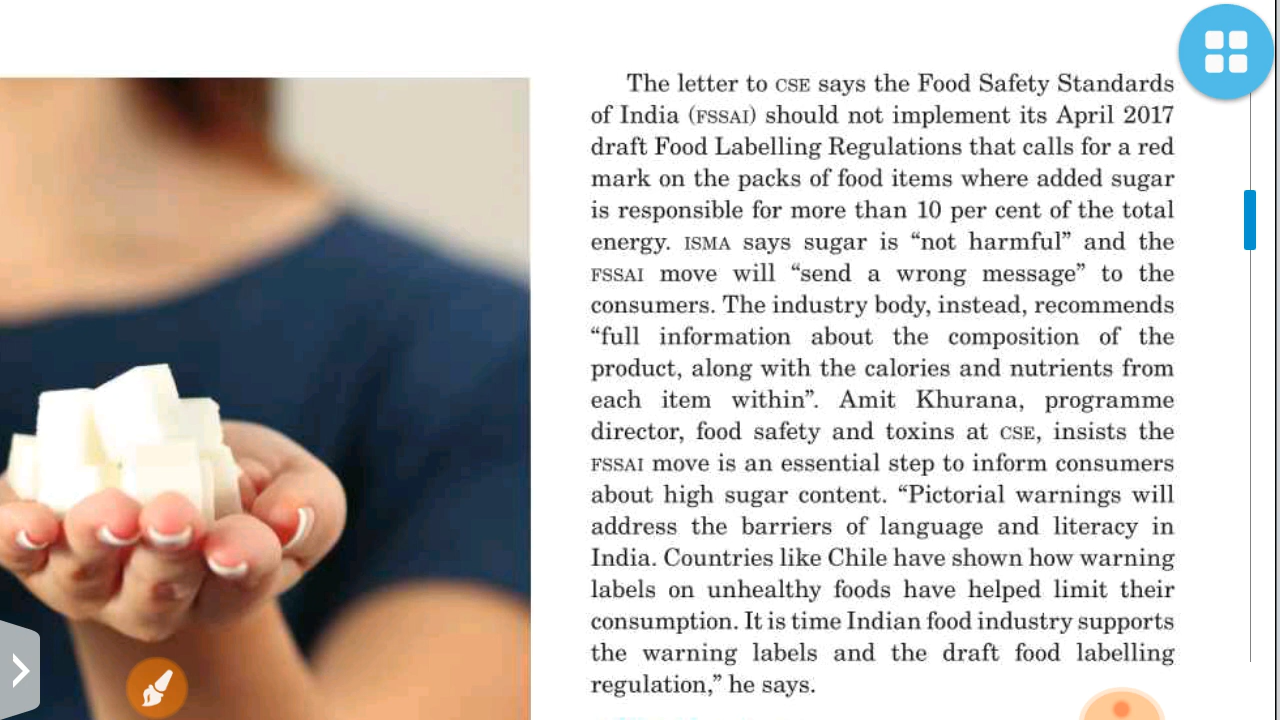 The letter to CSE says the Food Safety Standards
of India (FSSAI) should not implement its April 2017
draft Food Labelling Regulations that calls for a red
mark on the packs of food items where added sugar
is responsible for more than 10 per cent of the total
energy. ISMA says sugar is “not harmful” and the
FSSAI move will “send a wrong message” to the
consumers. The industry body, instead, recommends
“full information about the composition of the
product, along with the calories and nutrients from
each item within”. Amit Khurana, programme
director, food safety and toxins at CSE, insists the
FSSAI move is an essential step to inform consumers
about high sugar content. “Pictorial warnings will
address the barriers of language and literacy in
India. Countries like Chile have shown how warning
labels on unhealthy foods have helped limit their
consumption. It is time Indian food industry supports
the warning labels and the draft food labelling
regulation,” he says.